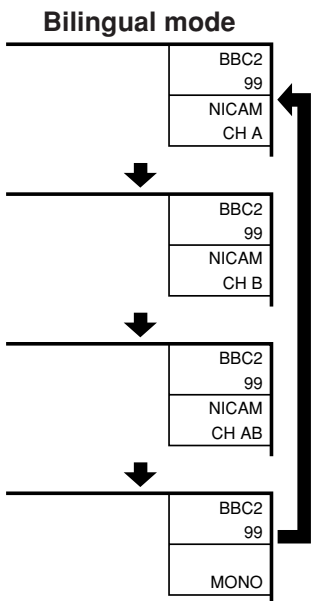 Bilingual mode
BBC2
99
NICAM
CH A
BBC2
99
NICAM
CH B
BBC2
99
NICAM
CH AB
BBC2
99
MONO